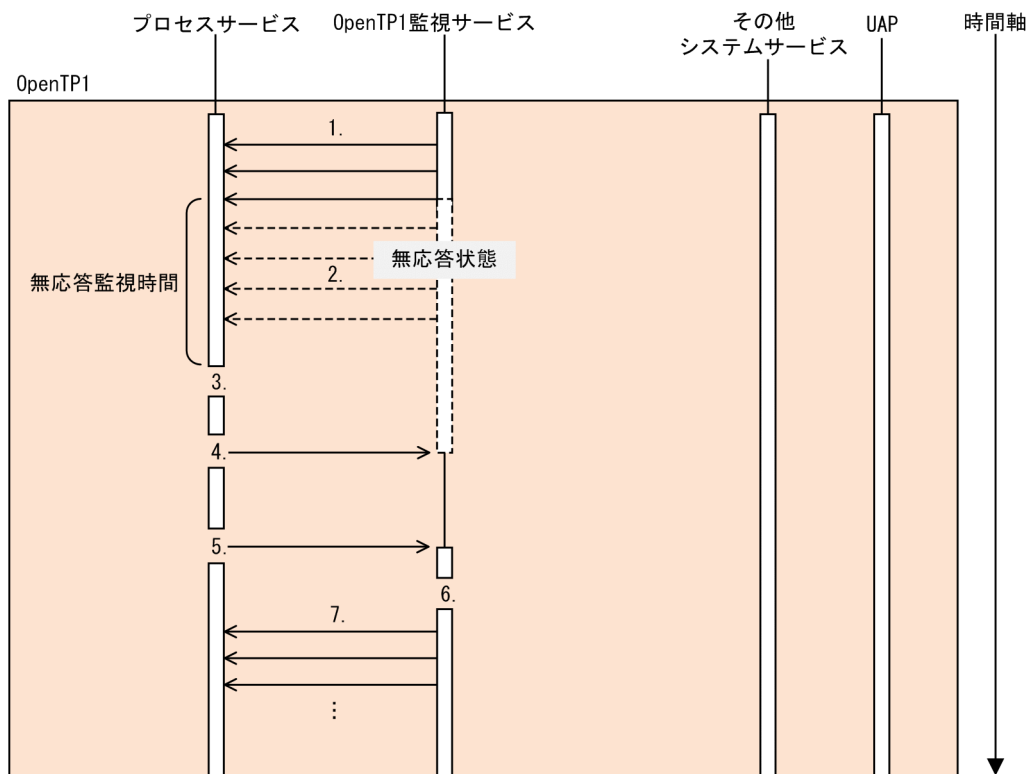 プロセスサービス
OpenTP1監視サービス
その他
システムサービス
UAP
時間軸
OpenTP1
1.
無応答状態
2.
無応答監視時間
3.
4.
5.
6.
7.
⋮